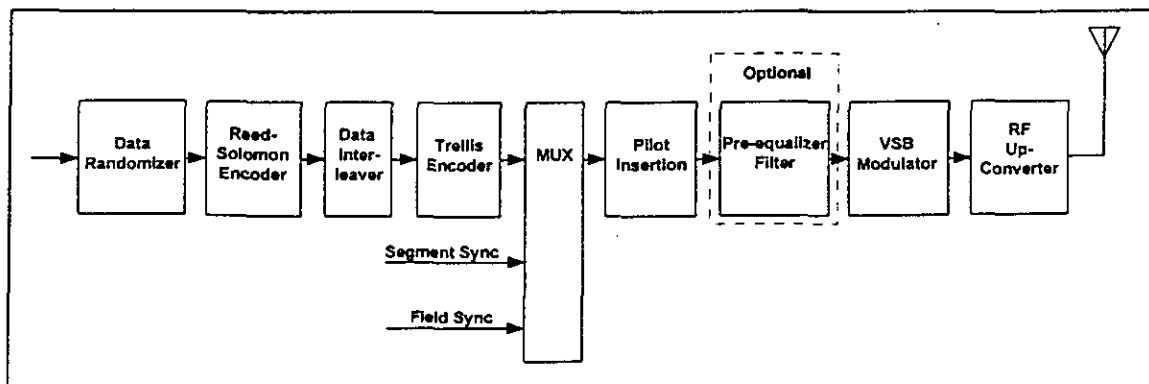 Optional
Data
Randomizer
Reed-
Solomon
Encoder
Data
Inter-
leaver
Trellis
Encoder
MUX
Pilot
Insertion
Pre-equalizer
Filter
VSB
Modulator
RF
Up-
Converter
Segment Sync
Field Sync